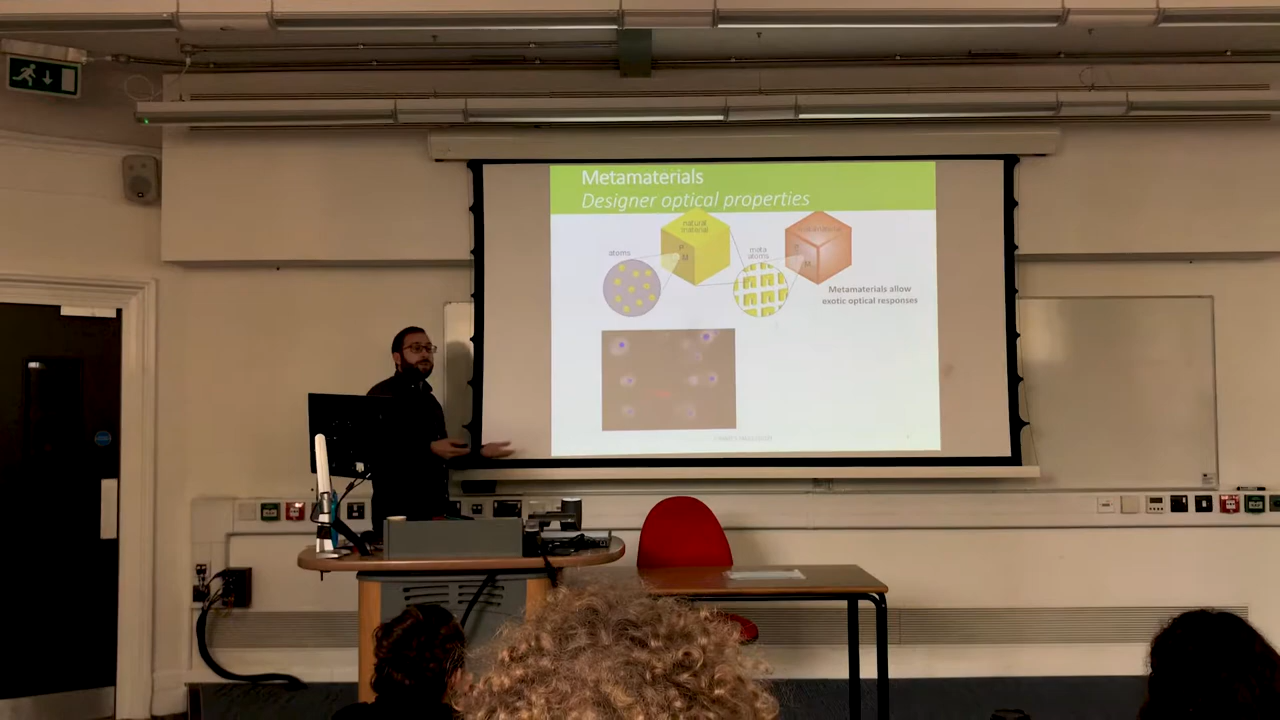 Metamaterials
Designer optical properties
natural
material
atoms
meta
atoms
Metamaterials allow
exotic optical responses